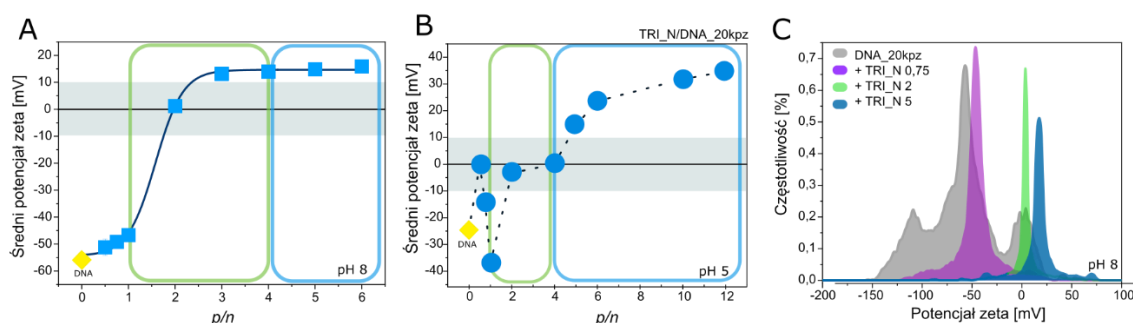 A
Średni potencjał zeta [mV]
20
10
0
-10
-20
-30
-40
-50
-60
DNA
pH 8
0 1 2 3 4 5 6
p/n
B
TRI_N/DNA_20kpz
Średni potencjał zeta [mV]
40
30
20
10
0
-10
-20
-30
-40
DNA
pH 5
0 2 4 6 8 10 12
p/n
C
Częstotliwość [%]
0,8
0,7
0,6
0,5
0,4
0,3
0,2
0,1
0,0
DNA_20kpz
+ TRI_N 0,75
+ TRI_N 2
+ TRI_N 5
pH 8
-200 -150 -100 -50 0 50 100
Potencjał zeta [mV]